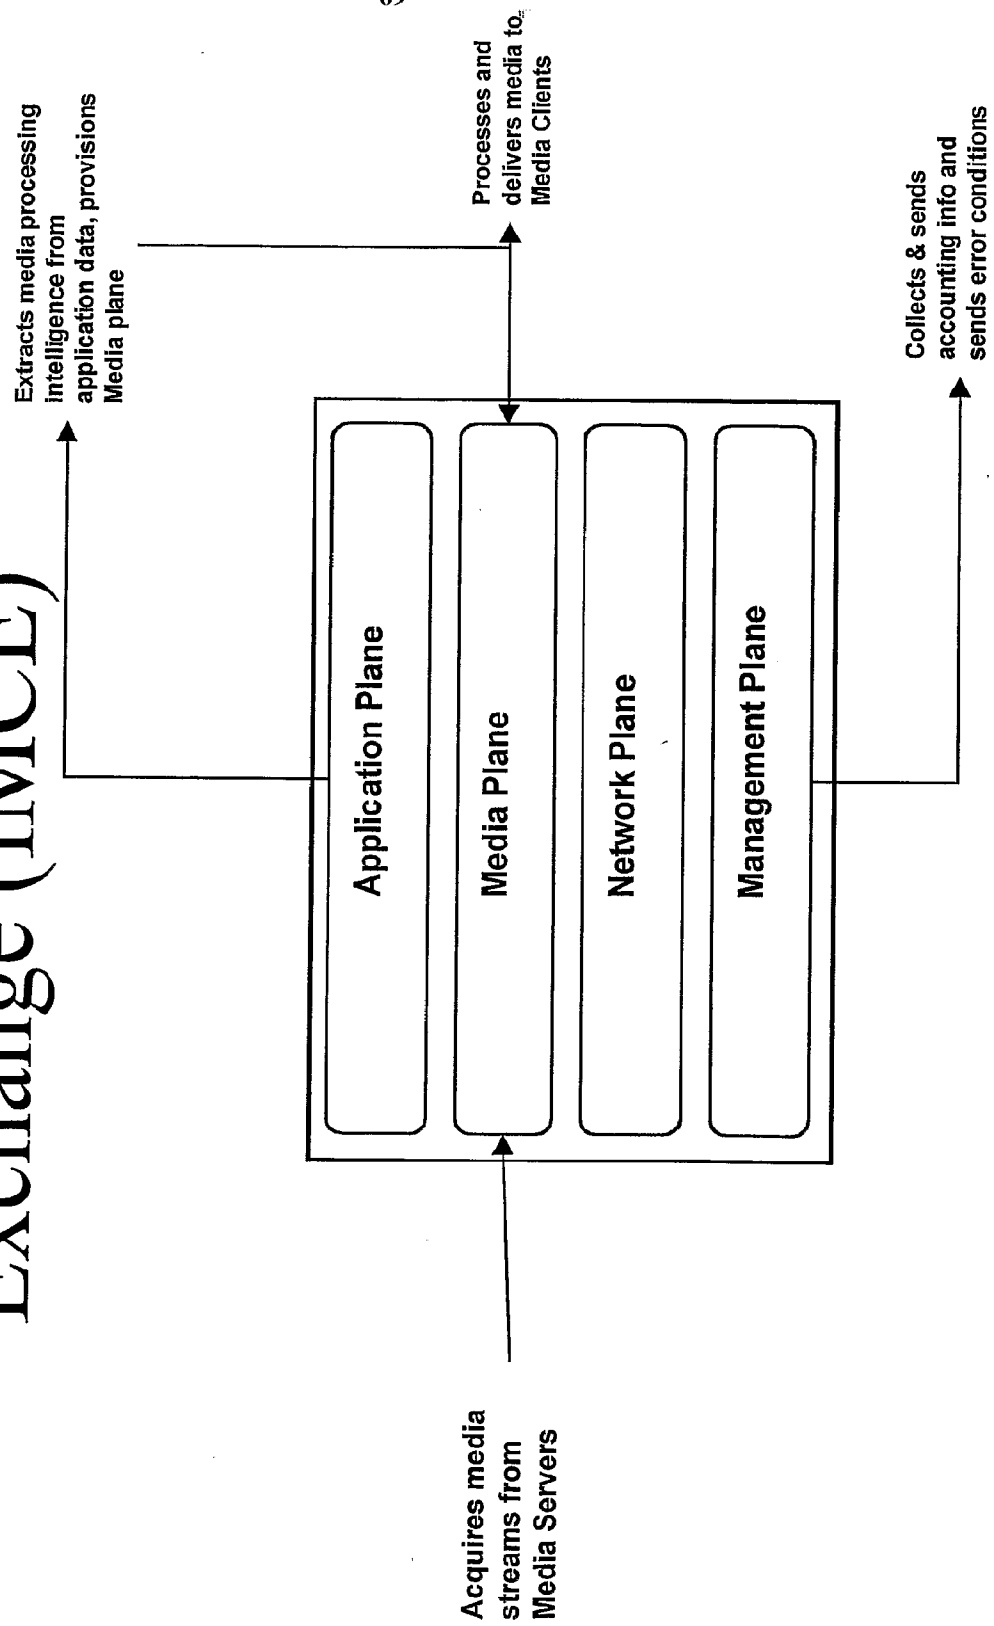 Exchange (iMCE)
Extracts media processing
intelligence from
application data, provisions
Media plane
Application Plane
Acquires media
streams from
Media Servers
Media Plane
Processes and
delivers media to
Media Clients
Network Plane
Management Plane
Collects & sends
accounting info and
sends error conditions